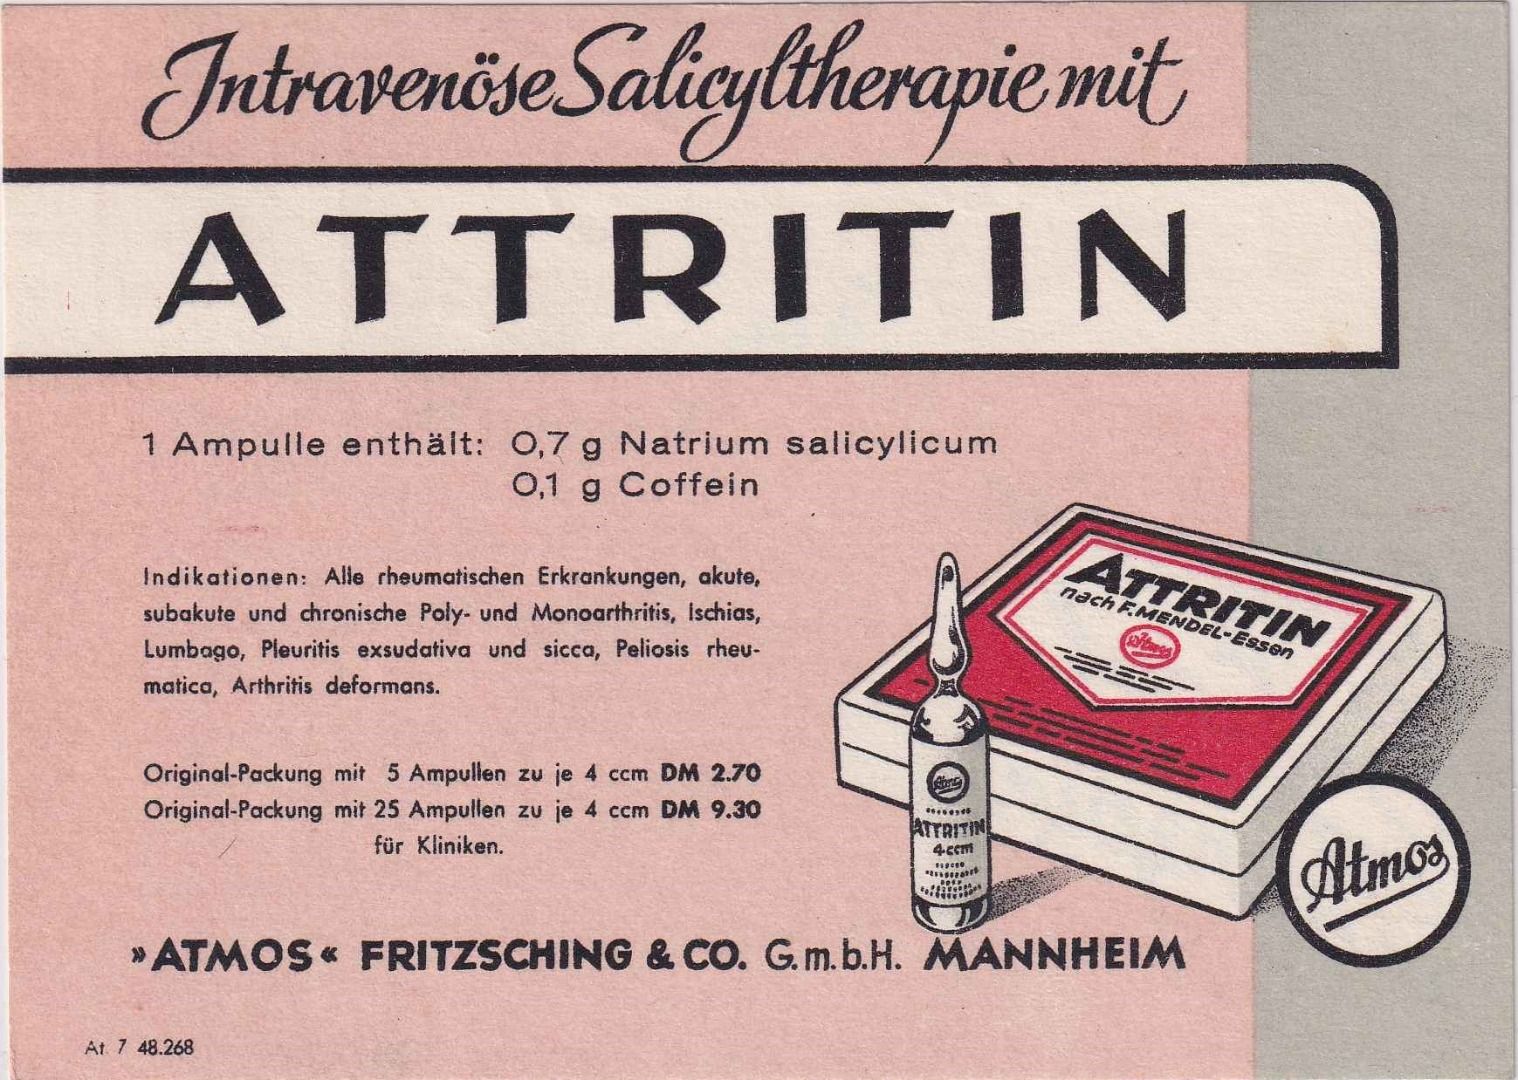 Intravenöse Salicyltherapie mit
ATTRITIN
1 Ampulle enthält: 0,7 g Natrium salicylicum
0,1 g Coffein
Indikationen: Alle rheumatischen Erkrankungen, akute,
subakute und chronische Poly- und Monoarthritis, Ischias,
Lumbago, Pleuritis exsudativa und sicca, Peliosis rheu-
matica, Arthritis deformans.
Original-Packung mit 5 Ampullen zu je 4 ccm DM 2.70
Original-Packung mit 25 Ampullen zu je 4 ccm DM 9.30
für Kliniken.
ATTRITIN
nach F. MENDEL-Essen
Atmos
Atmos
ATTRITIN
4 ccm
Atmos
»ATMOS« FRITZSCHING & CO. G.m.b.H. MANNHEIM
At 7 48.268